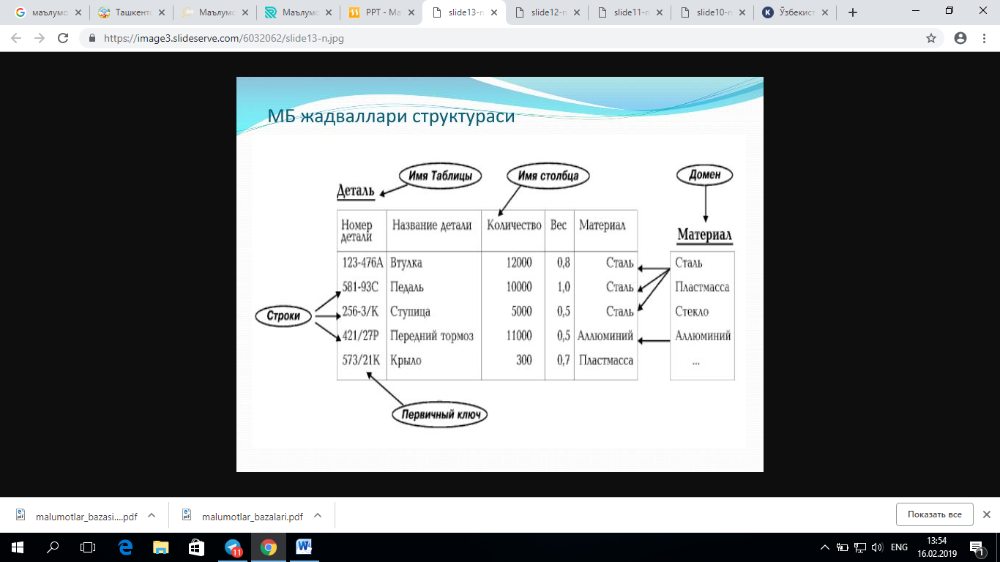 маълумо
Ташкентс
Маълумо
Маълумо
PPT - Ма
slide13-n
slide12-n
slide11-n
slide10-n
Ўзбекист
https://image3.slideserve.com/6032062/slide13-n.jpg
МБ жадваллари структураси
Имя Таблицы
Имя столбца
Домен
Деталь
Материал
Номер детали Название детали Количество Вес Материал
123-476А Втулка 12000 0,8 Сталь Сталь
581-93С Педаль 10000 1,0 Сталь Пластмасса
256-3/К Ступица 5000 0,5 Сталь Стекло
421/27Р Передний тормоз 11000 0,5 Аллюминий Аллюминий
573/21К Крыло 300 0,7 Пластмасса ...
Строки
Первичный ключ
malumotlar_bazasi....pdf
malumotlar_bazalari.pdf
Показать все
11
ENG
13:54
16.02.2019
1